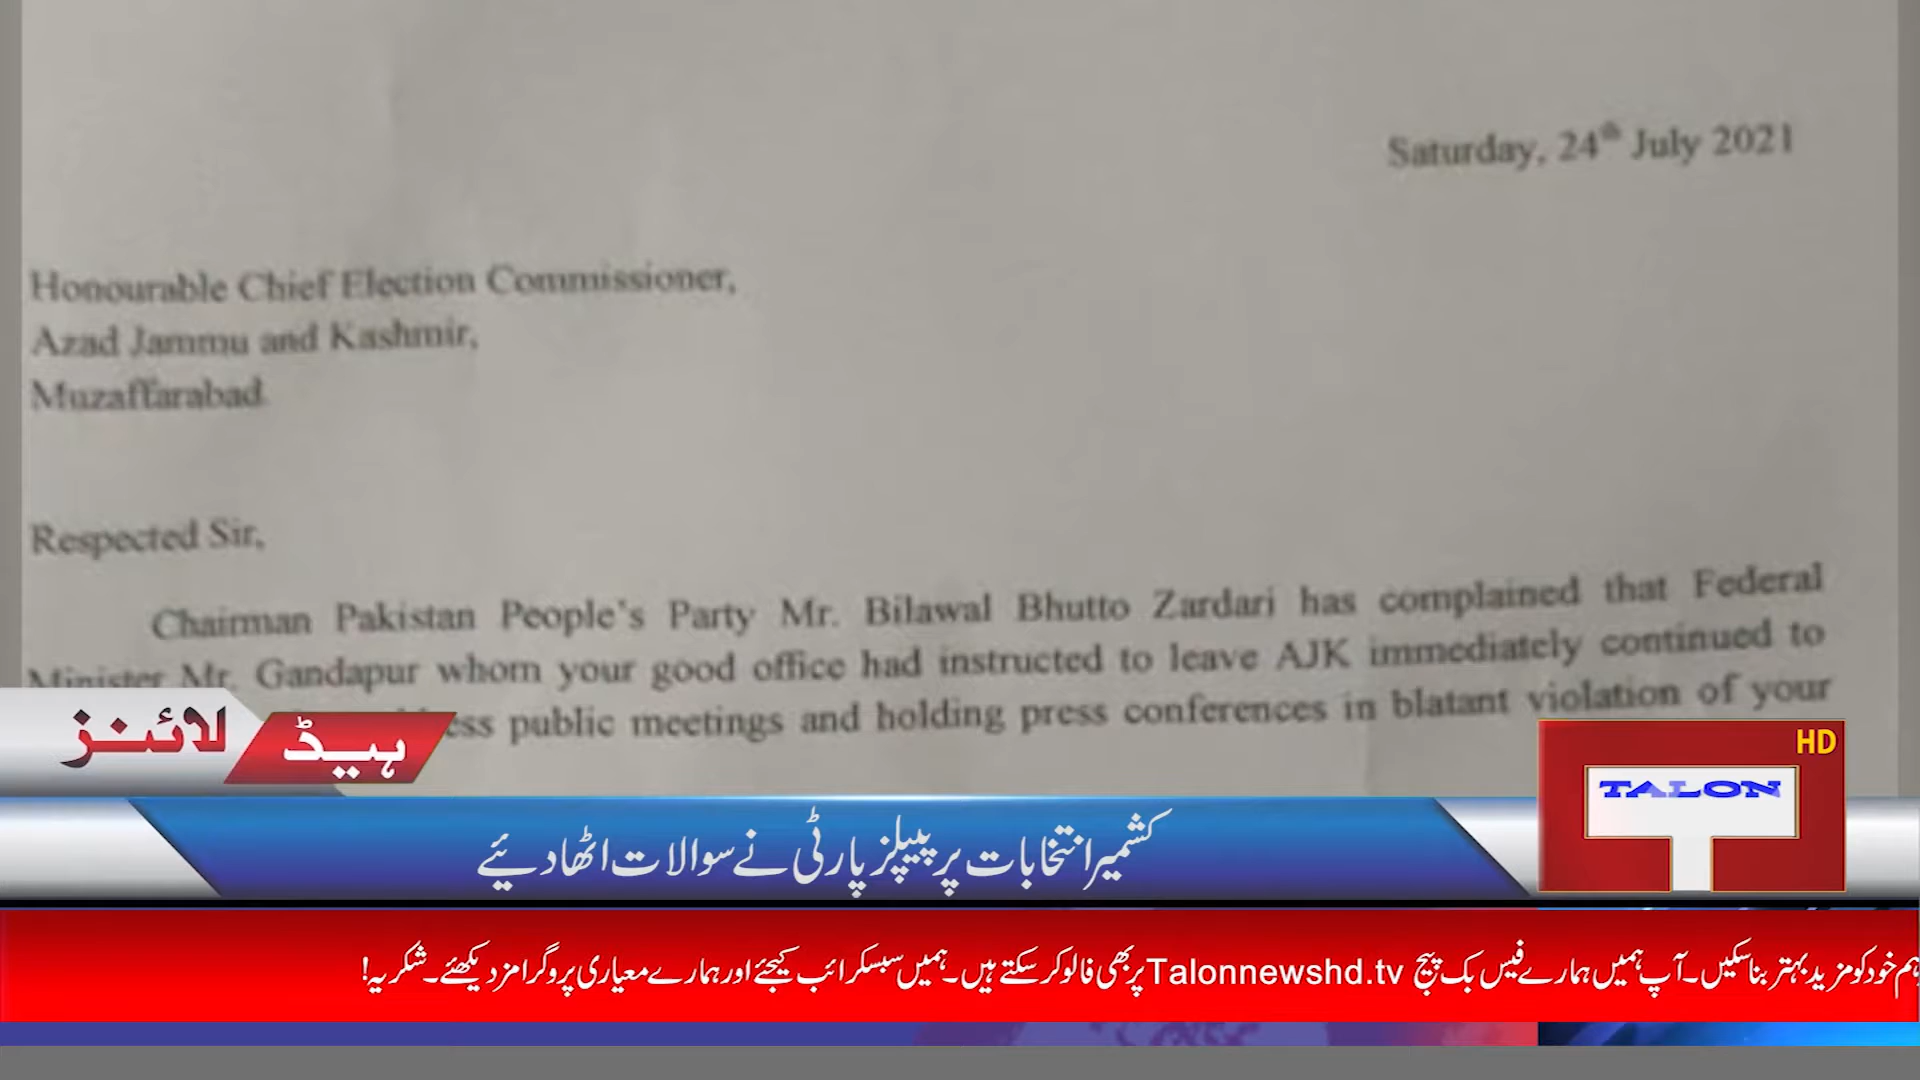 Saturday, 24th July 2021
Honourable Chief Election Commissioner,
Azad Jammu and Kashmir,
Muzaffarabad.
Respected Sir,
Chairman Pakistan People's Party Mr. Bilawal Bhutto Zardari has complained that Federal
Minister Mr. Gandapur whom your good office had instructed to leave AJK immediately continued to
public meetings and holding press conferences in blatant violation of your
ہیڈ
لائنز
HD
TALON
کشمیر انتخابات پر پیپلز پارٹی نے سوالات اٹھا دئیے
ہم خود کو مزید بہتر بنا سکیں۔ آپ ہمیں ہمارے فیس بک پیج Talonnewshd.tv پر بھی فالو کر سکتے ہیں۔ ہمیں سبسکرائب کیجئے اور ہمارے معیاری پروگرامز دیکھئے۔ شکریہ!